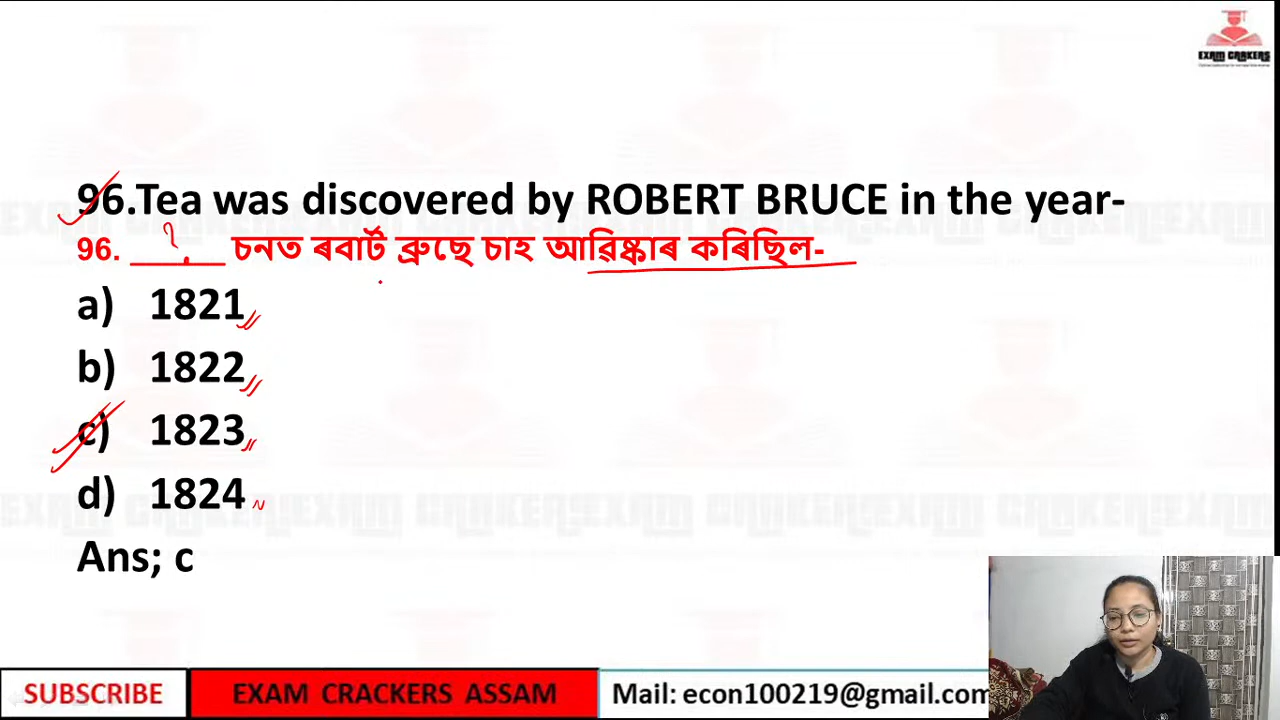 EXAM CRAKERS
96.Tea was discovered by ROBERT BRUCE in the year-
96. ______ চনত ৰবাৰ্ট ব্ৰুছে চাহ আৱিষ্কাৰ কৰিছিল-
a) 1821
b) 1822
c) 1823
d) 1824
Ans; c
SUBSCRIBE EXAM CRACKERS ASSAM Mail: econ100219@gmail.com